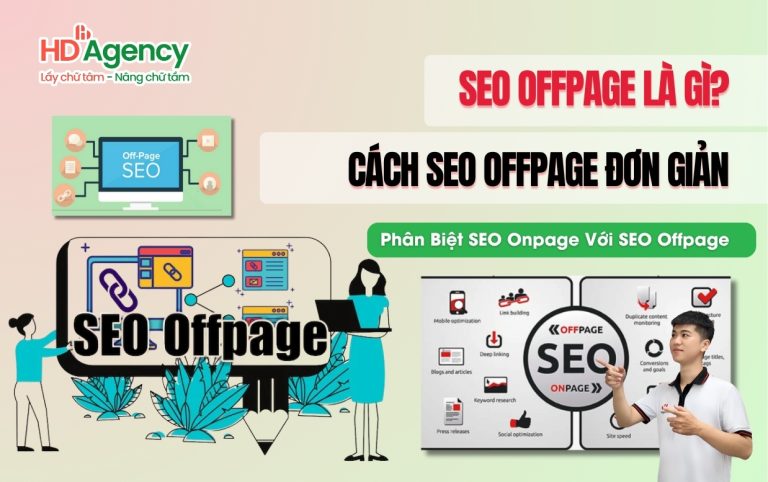 HD Agency
Lấy chữ tâm - Nâng chữ tầm
SEO OFFPAGE LÀ GÌ?
CÁCH SEO OFFPAGE ĐƠN GIẢN
Phân Biệt SEO Onpage Với SEO Offpage
Off-Page
SEO
SEO Offpage
Mobile optimization
Link building
Deep linking
Blogs and articles
Keyword research
Press releases
Social optimization
OFFPAGE
SEO
ONPAGE
Duplicate content
monitoring
Conversions
and goals
Site speed